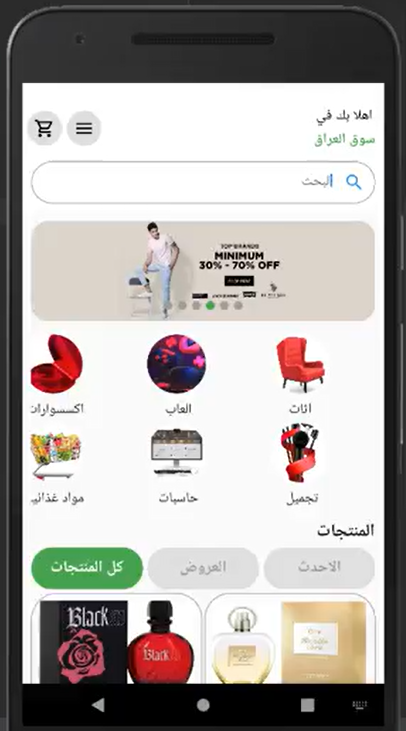 اهلا بك في
سوق العراق
البحث
TOP BRANDS
MINIMUM
30% - 70% OFF
اثاث
العاب
اكسسوارات
تجميل
حاسبات
مواد غذائي
المنتجات
الاحدث
العروض
كل المنتجات
Black
Black